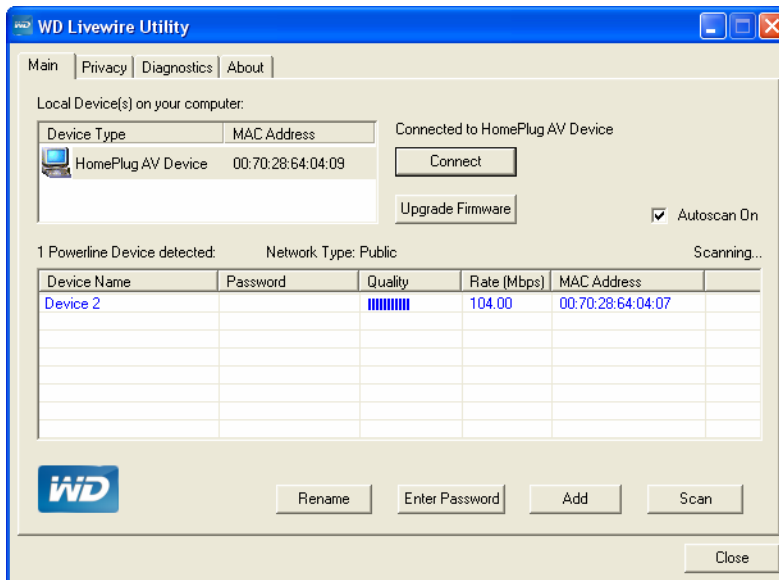 WD Livewire Utility
Main Privacy Diagnostics About
Local Device(s) on your computer:
Device Type MAC Address
HomePlug AV Device 00:70:28:64:04:09
Connected to HomePlug AV Device
Connect
Upgrade Firmware
Autoscan On
1 Powerline Device detected: Network Type: Public Scanning...
Device Name Password Quality Rate (Mbps) MAC Address
Device 2 104.00 00:70:28:64:04:07
WD
Rename Enter Password Add Scan
Close